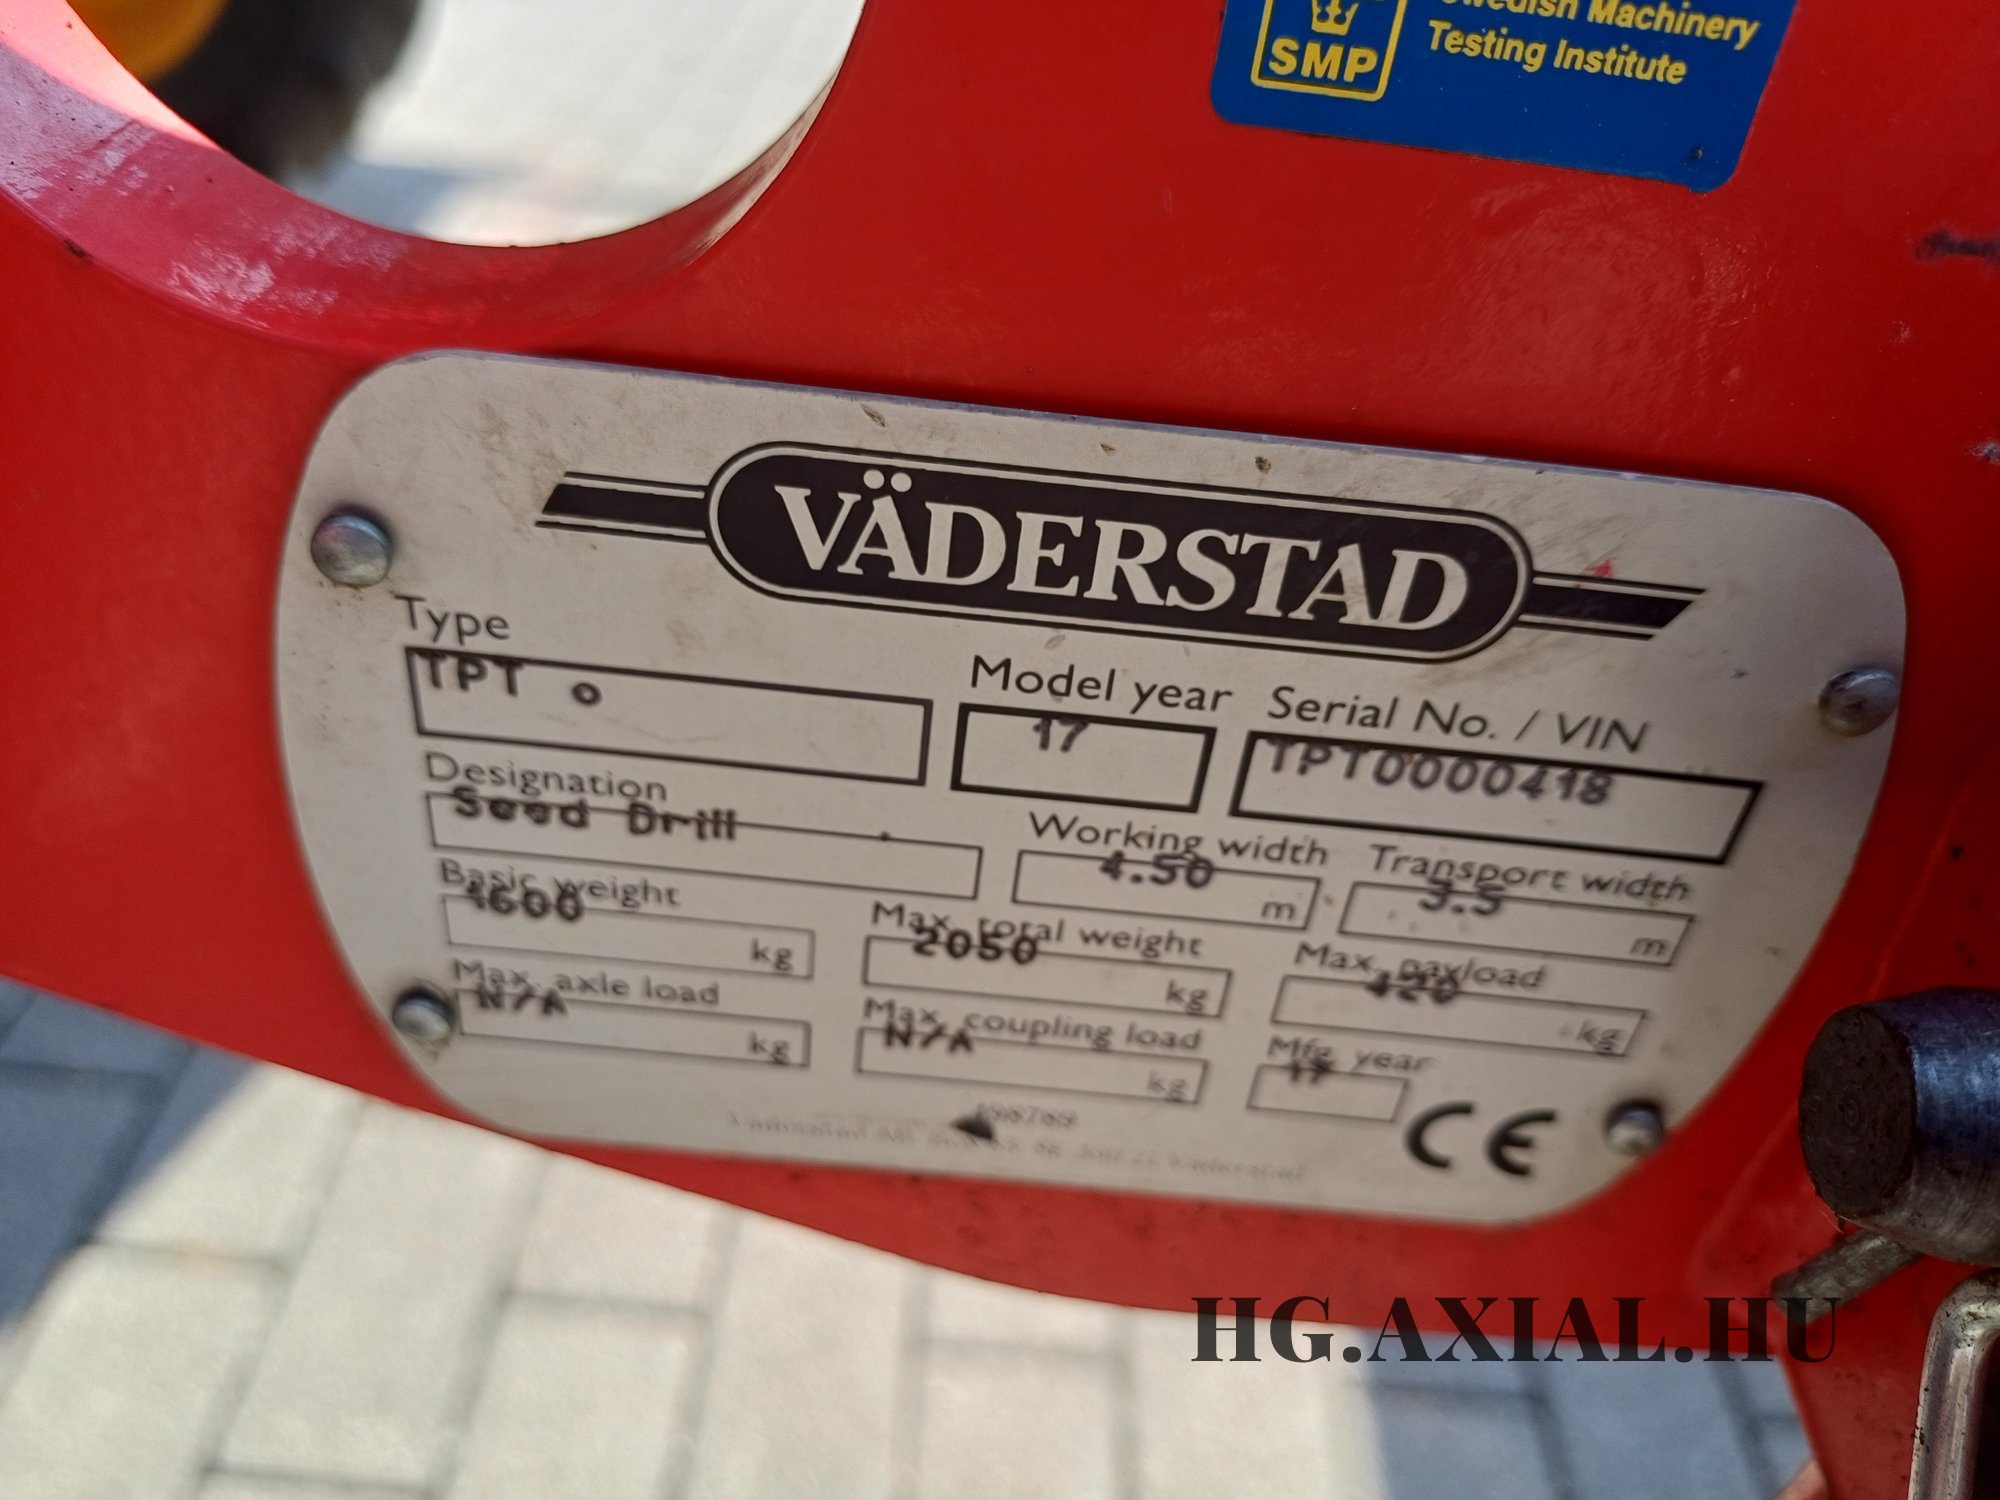 SMP
Swedish Machinery
Testing Institute
VÄDERSTAD
Type
TPT 0
Model year
17
Serial No. / VIN
TPT0000418
Designation
Seed Drill
Working width
4.50 m
Transport width
3.5 m
Basic weight
1600 kg
Max. total weight
2050 kg
Max. payload
420 kg
Max. axle load
N/A kg
Max. coupling load
N/A kg
Mfg. year
17
CE
HG.AXIAL.HU